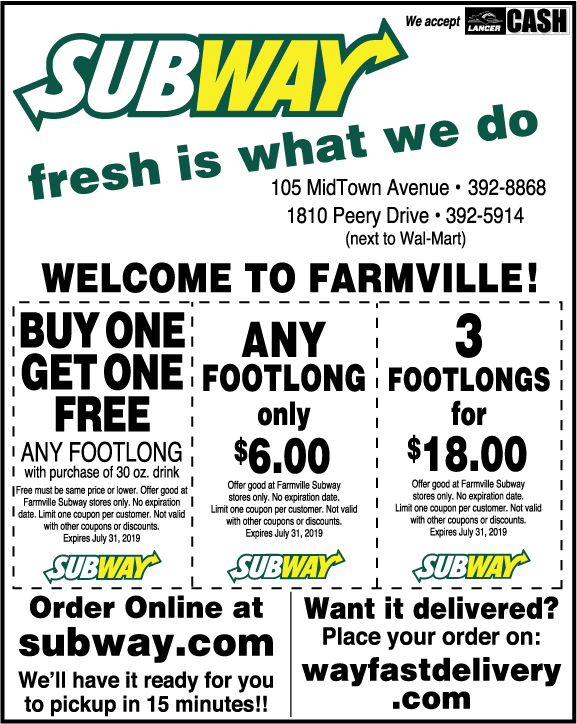 We accept LANCER CASH
SUBWAY
fresh is what we do
105 MidTown Avenue • 392-8868
1810 Peery Drive • 392-5914
(next to Wal-Mart)
WELCOME TO FARMVILLE!
BUY ONE
GET ONE
FREE
ANY FOOTLONG
with purchase of 30 oz. drink
Free must be same price or lower. Offer good at
Farmville Subway stores only. No expiration
date. Limit one coupon per customer. Not valid
with other coupons or discounts.
Expires July 31, 2019
SUBWAY
ANY
FOOTLONG
only
$6.00
Offer good at Farmville Subway
stores only. No expiration date.
Limit one coupon per customer. Not valid
with other coupons or discounts.
Expires July 31, 2019
SUBWAY
3
FOOTLONGS
for
$18.00
Offer good at Farmville Subway
stores only. No expiration date.
Limit one coupon per customer. Not valid
with other coupons or discounts.
Expires July 31, 2019
SUBWAY
Order Online at
subway.com
We'll have it ready for you
to pickup in 15 minutes!!
Want it delivered?
Place your order on:
wayfastdelivery
.com